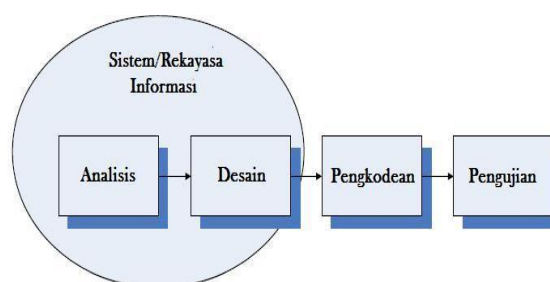 Sistem/Rekayasa
Informasi
Analisis
Desain
Pengkodean
Pengujian